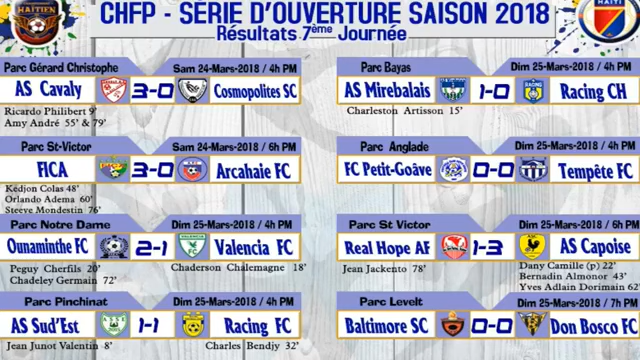 CHFP - SÉRIE D'OUVERTURE SAISON 2018
Résultats 7ème Journée
HAÏTIEN
HAITI
Parc Gérard Christophe
Sam 24-Mars-2018 / 4h PM
AS Cavaly 3-0 Cosmopolites SC
Ricardo Philibert 9'
Amy André 55' & 79'
Parc St-Victor
Sam 24-Mars-2018 / 6h PM
FICA 3-0 Arcahaie FC
Kédjon Colas 48'
Orlando Adema 60'
Steeve Mondestin 76'
Parc Notre Dame
Dim 25-Mars-2018 / 4h PM
Ounaminthe FC 2-1 Valencia FC
Peguy Cherfils 20'
Chadeley Germain 72'
Chaderson Chalemagne 18'
Parc Pinchinat
Dim 25-Mars-2018 / 4h PM
AS Sud'Est 1-1 Racing FC
Jean Junot Valentin 8'
Charles Bendjy 32'
Parc Bayas
Dim 25-Mars-2018 / 4h PM
AS Mirebalais 1-0 Racing CH
Charleston Artisson 15'
Parc Anglade
Dim 25-Mars-2018 / 4h PM
FC Petit-Goâve 0-0 Tempête FC
Parc St Victor
Dim 25-Mars-2018 / 6h PM
Real Hope AF 1-3 AS Capoise
Jean Jackento 78'
Dany Camille (p) 22'
Bernadin Almonor 43'
Yves Adlain Dorimain 62'
Parc Levelt
Dim 25-Mars-2018 / 7h PM
Baltimore SC 0-0 Don Bosco FC